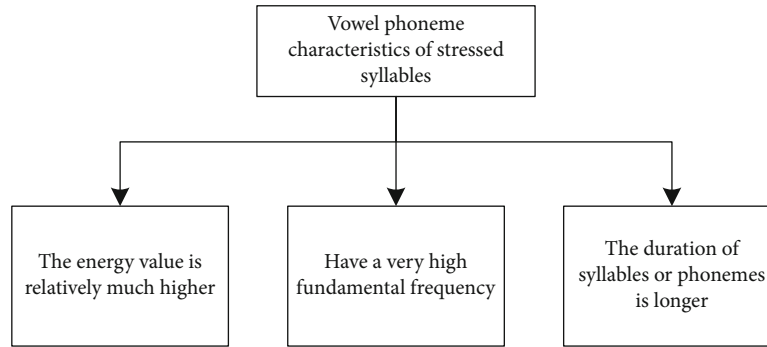 Vowel phoneme
characteristics of stressed
syllables
The energy value is
relatively much higher
Have a very high
fundamental frequency
The duration of
syllables or phonemes
is longer